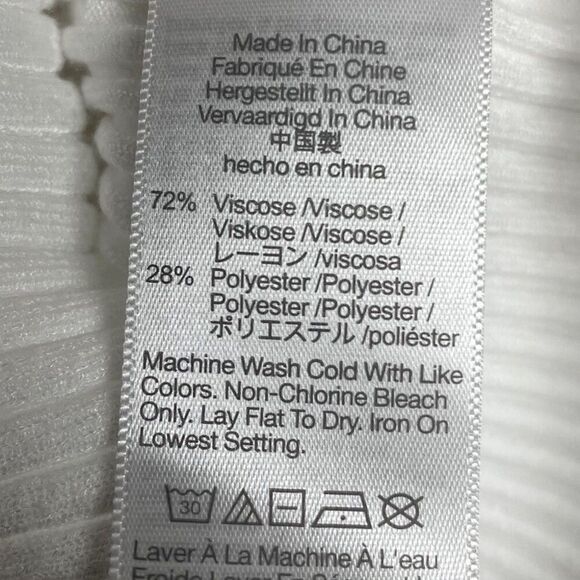 Made In China
Fabriqué En Chine
Hergestellt In China
Vervaardigd In China
中国製
hecho en china
72% Viscose /Viscose /
Viskose /Viscose /
レーヨン /viscosa
28% Polyester /Polyester /
Polyester /Polyester /
ポリエステル /poliéster
Machine Wash Cold With Like
Colors. Non-Chlorine Bleach
Only. Lay Flat To Dry. Iron On
Lowest Setting.
30
Laver À La Machine À L'eau
Froide Laver En